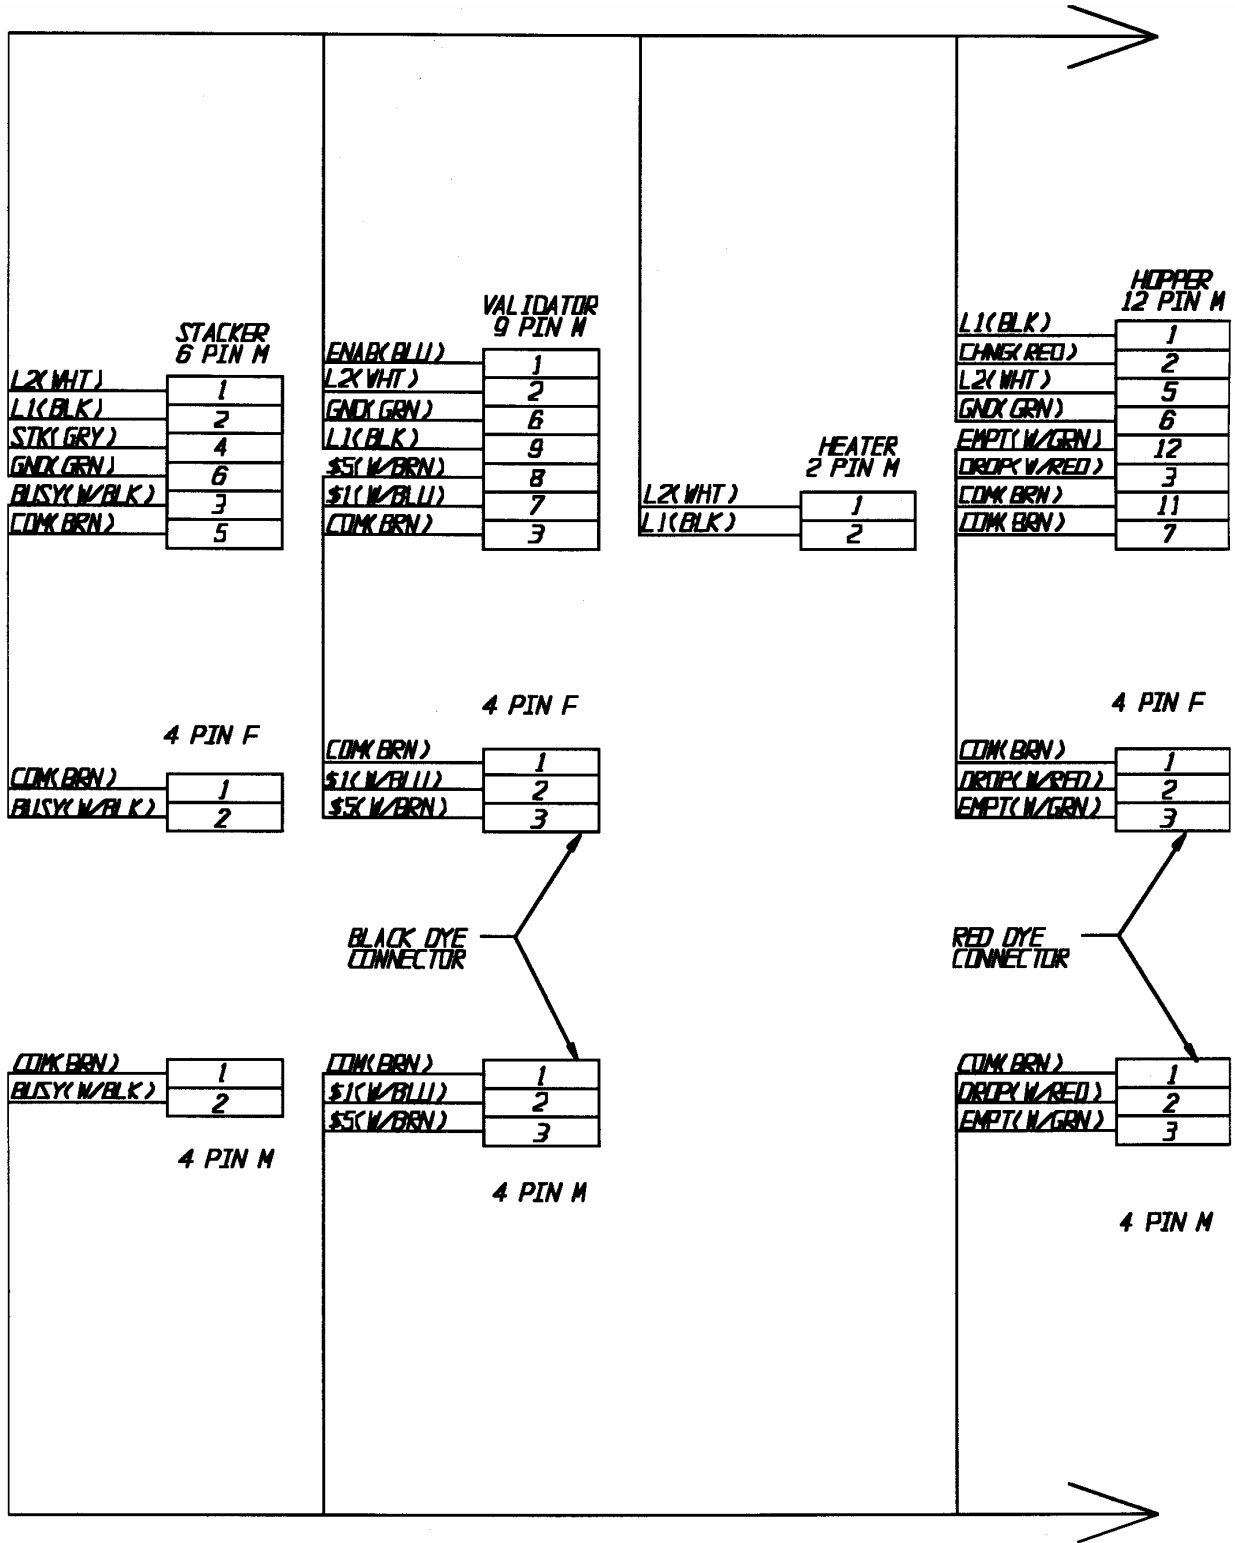 STACKER
6 PIN M
L2(WHT) 1
L1(BLK) 2
STK(GRY) 4
GND(GRN) 6
BUSY(W/BLK) 3
COM(BRN) 5
4 PIN F
COM(BRN) 1
BUSY(W/BLK) 2
COM(BRN) 1
BUSY(W/BLK) 2
4 PIN M
VALIDATOR
9 PIN M
ENAB(BLU) 1
L2(WHT) 2
GND(GRN) 6
L1(BLK) 9
$5(W/BRN) 8
$1(W/BLU) 7
COM(BRN) 3
4 PIN F
COM(BRN) 1
$1(W/BLU) 2
$5(W/BRN) 3
BLACK DYE
CONNECTOR
COM(BRN) 1
$1(W/BLU) 2
$5(W/BRN) 3
4 PIN M
HEATER
2 PIN M
L2(WHT) 1
L1(BLK) 2
HOPPER
12 PIN M
L1(BLK) 1
CHNG(RED) 2
L2(WHT) 5
GND(GRN) 6
EMPT(W/GRN) 12
DROP(W/RED) 3
COM(BRN) 11
COM(BRN) 7
4 PIN F
COM(BRN) 1
DROP(W/RED) 2
EMPT(W/GRN) 3
RED DYE
CONNECTOR
COM(BRN) 1
DROP(W/RED) 2
EMPT(W/GRN) 3
4 PIN M